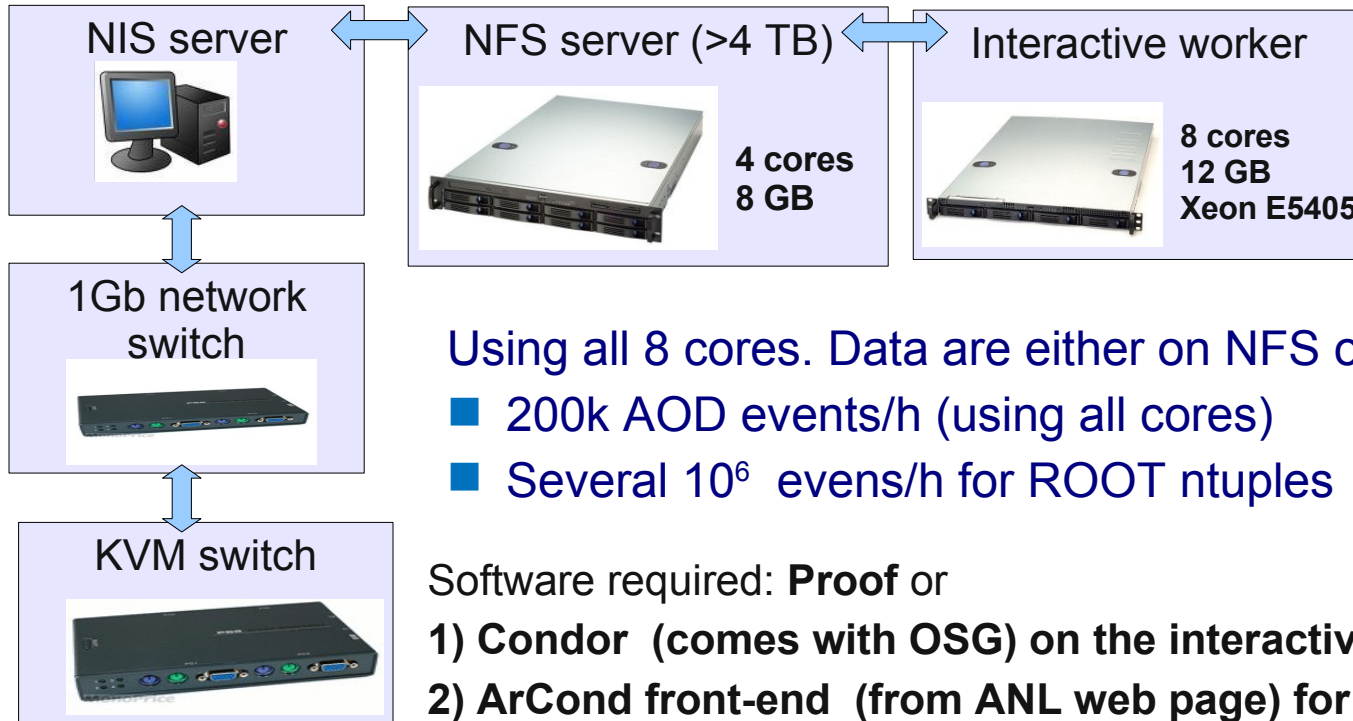 NIS server
NFS server (>4 TB)
Interactive worker
4 cores
8 GB
8 cores
12 GB
Xeon E5405
1Gb network
switch
Using all 8 cores. Data are either on NFS
200k AOD events/h (using all cores)
Several 10⁶ evens/h for ROOT ntuples
KVM switch
Software required: Proof or
1) Condor (comes with OSG) on the
2) ArCond front-end (from ANL web page) for